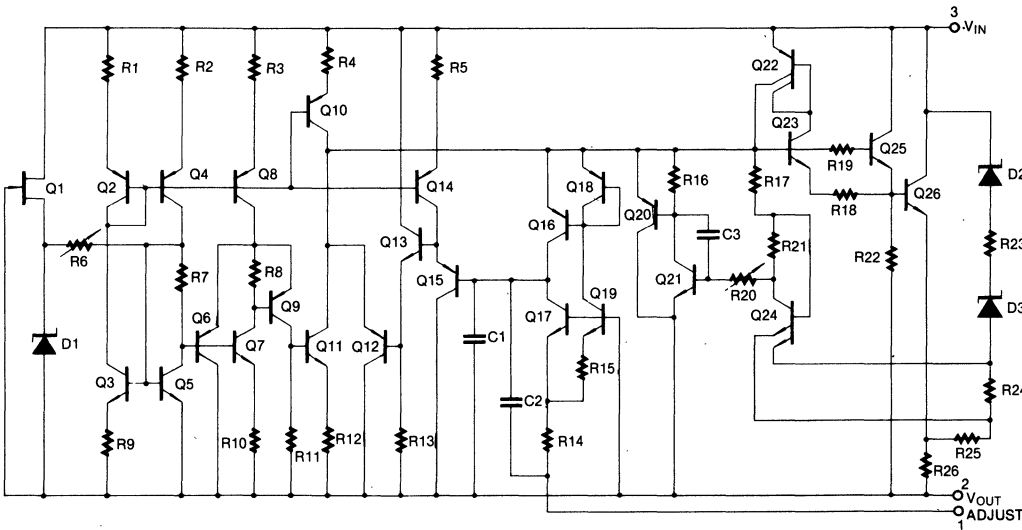 3
VIN
R1
R2
R3
R4
R5
Q22
Q10
Q23
R19
Q25
D2
Q1
Q2
Q4
Q8
Q14
Q18
R16
R17
R18
Q26
Q16
Q20
R6
Q13
C3
R21
R22
R23
R7
R8
Q15
Q21
R20
Q9
Q19
Q24
D3
Q6
Q17
D1
Q7
Q11
Q12
C1
R15
Q3
Q5
C2
R24
R9
R10
R11
R12
R13
R14
R25
R26
2
VOUT
ADJUST
1